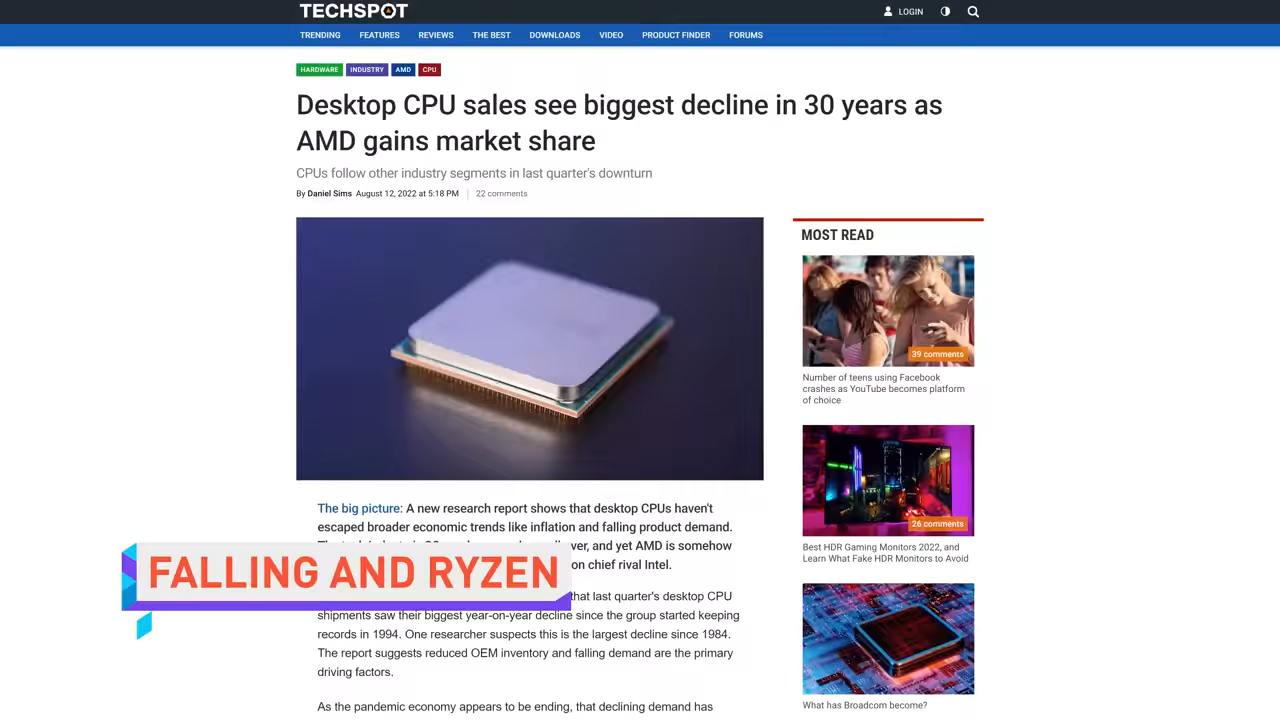 TECHSPOT
LOGIN
TRENDING FEATURES REVIEWS THE BEST DOWNLOADS VIDEO PRODUCT FINDER FORUMS
HARDWARE INDUSTRY AMD CPU
Desktop CPU sales see biggest decline in 30 years as
AMD gains market share
CPUs follow other industry segments in last quarter's downturn
By Daniel Sims August 12, 2022 at 5:18 PM 22 comments
The big picture: A new research report shows that desktop CPUs haven't
escaped broader economic trends like inflation and falling product demand.
over, and yet AMD is somehow
on chief rival Intel.
FALLING AND RYZEN
that last quarter's desktop CPU
shipments saw their biggest year-on-year decline since the group started keeping
records in 1994. One researcher suspects this is the largest decline since 1984.
The report suggests reduced OEM inventory and falling demand are the primary
driving factors.
As the pandemic economy appears to be ending, that declining demand has
MOST READ
39 comments
Number of teens using Facebook
crashes as YouTube becomes platform
of choice
26 comments
Best HDR Gaming Monitors 2022, and
Learn What Fake HDR Monitors to Avoid
What has Broadcom become?